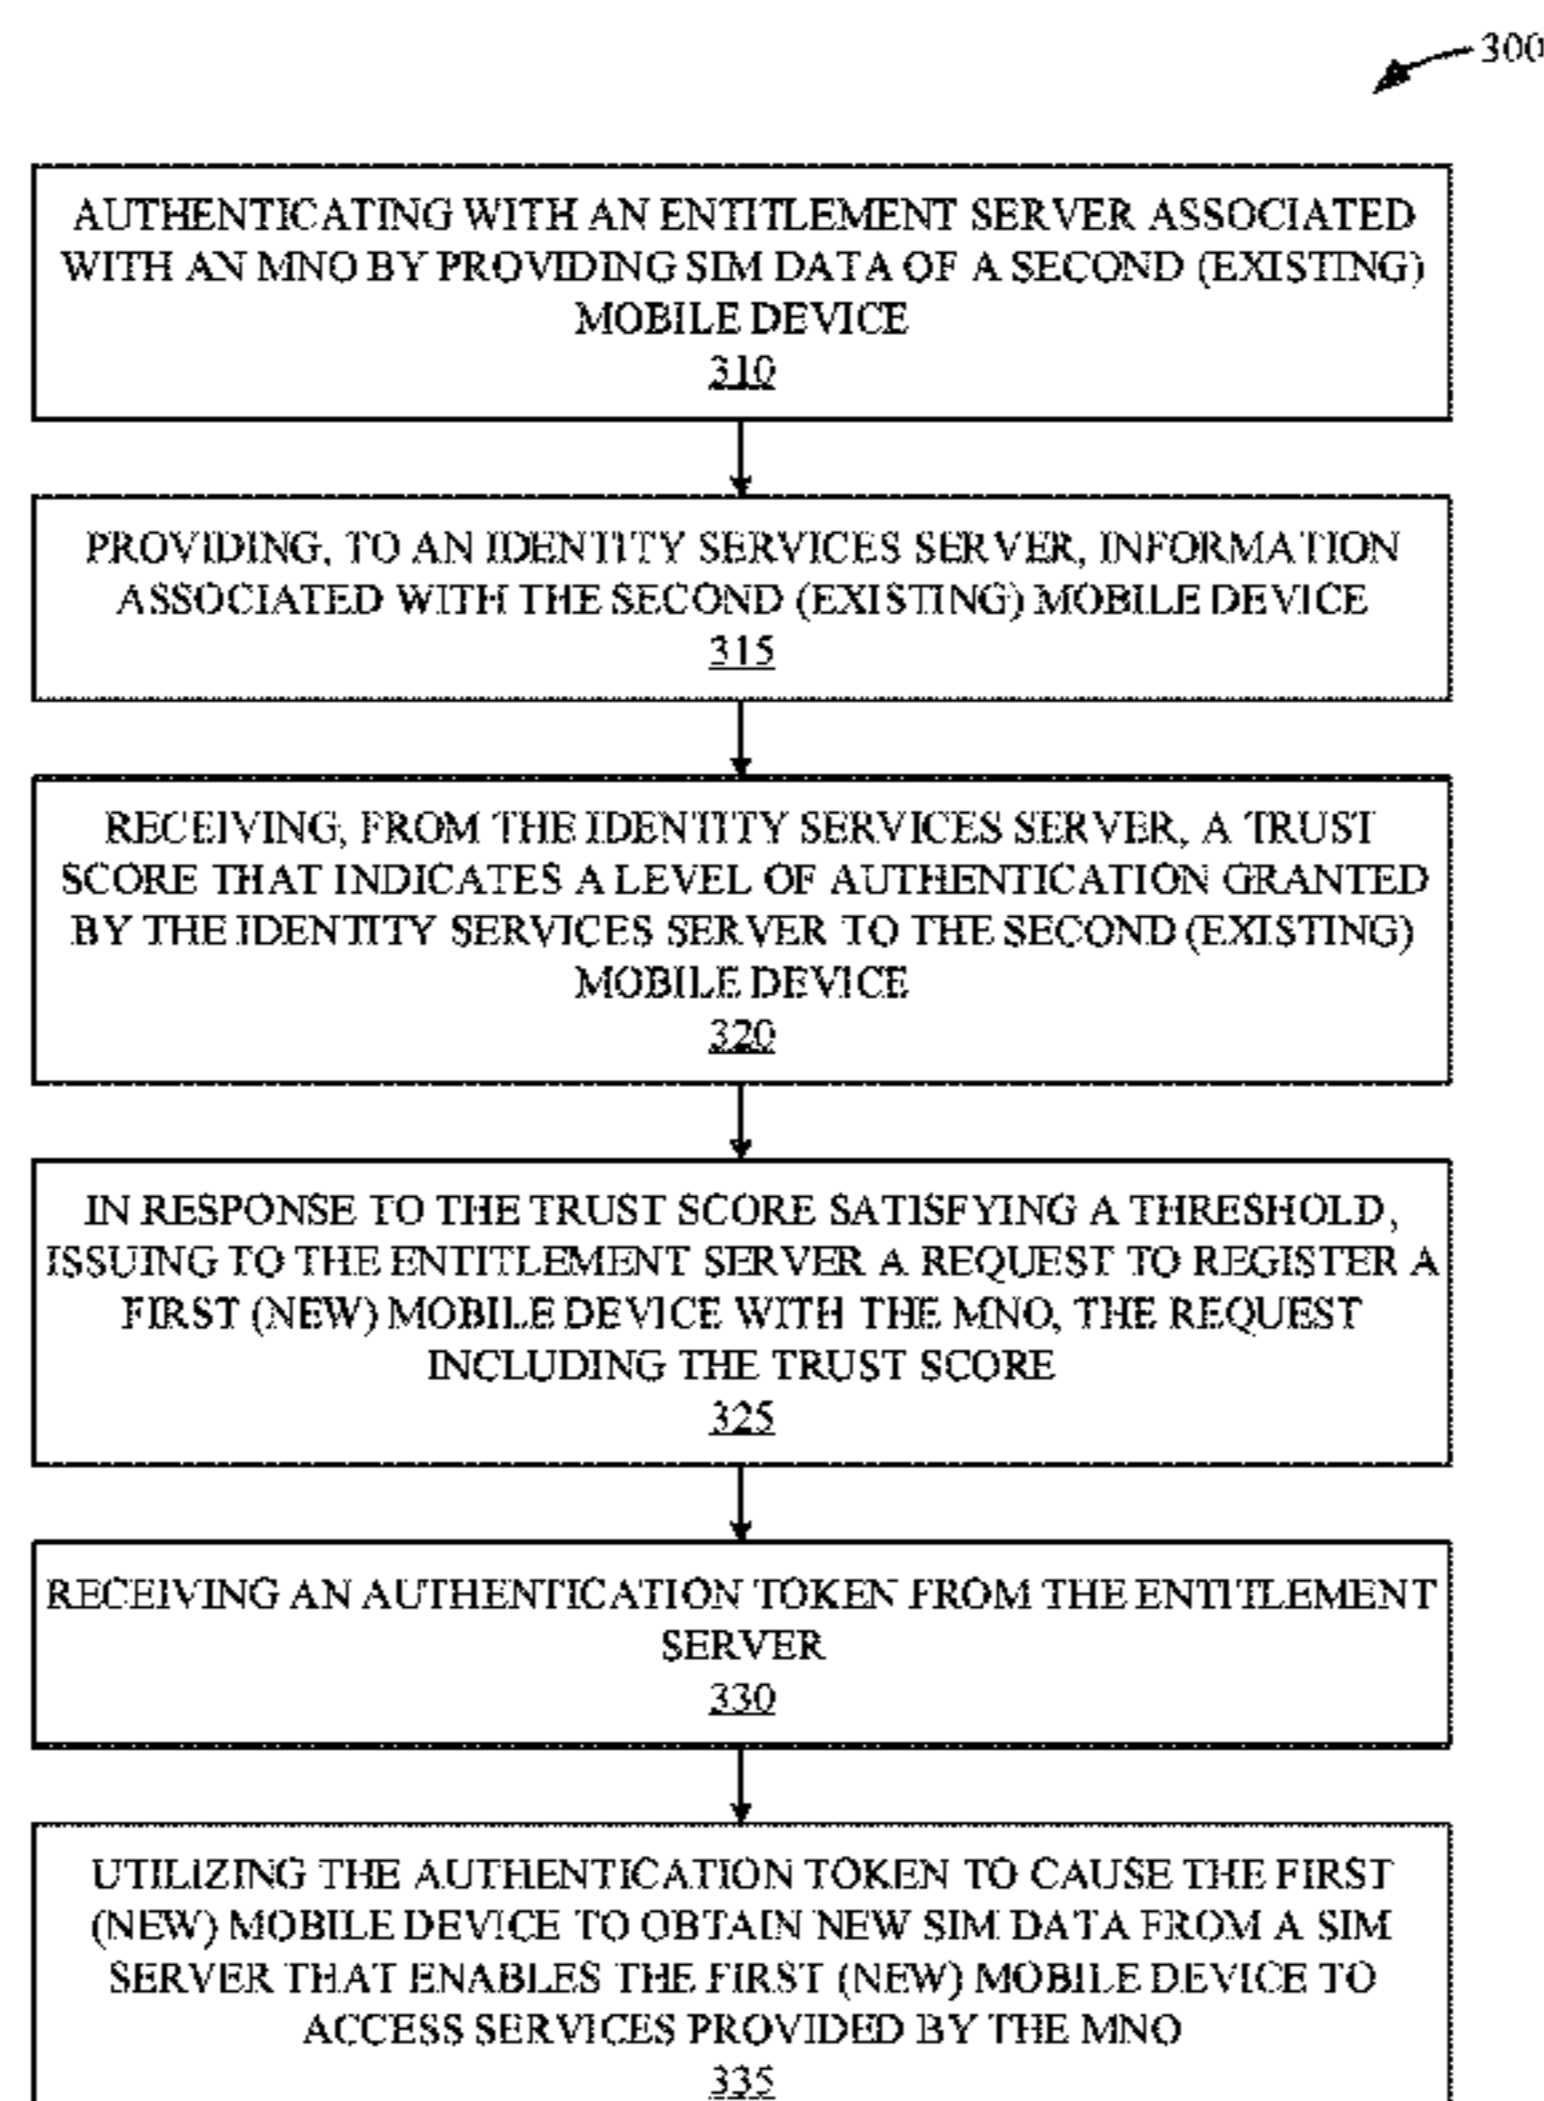 300
AUTHENTICATING WITH AN ENTITLEMENT SERVER ASSOCIATED
WITH AN MNO BY PROVIDING SIM DATA OF A SECOND (EXISTING)
MOBILE DEVICE
310
PROVIDING, TO AN IDENTITY SERVICES SERVER, INFORMATION
ASSOCIATED WITH THE SECOND (EXISTING) MOBILE DEVICE
315
RECEIVING, FROM THE IDENTITY SERVICES SERVER, A TRUST
SCORE THAT INDICATES A LEVEL OF AUTHENTICATION GRANTED
BY THE IDENTITY SERVICES SERVER TO THE SECOND (EXISTING)
MOBILE DEVICE
320
IN RESPONSE TO THE TRUST SCORE SATISFYING A THRESHOLD,
ISSUING TO THE ENTITLEMENT SERVER A REQUEST TO REGISTER A
FIRST (NEW) MOBILE DEVICE WITH THE MNO, THE REQUEST
INCLUDING THE TRUST SCORE
325
RECEIVING AN AUTHENTICATION TOKEN FROM THE ENTITLEMENT
SERVER
330
UTILIZING THE AUTHENTICATION TOKEN TO CAUSE THE FIRST
(NEW) MOBILE DEVICE TO OBTAIN NEW SIM DATA FROM A SIM
SERVER THAT ENABLES THE FIRST (NEW) MOBILE DEVICE TO
ACCESS SERVICES PROVIDED BY THE MNO
335